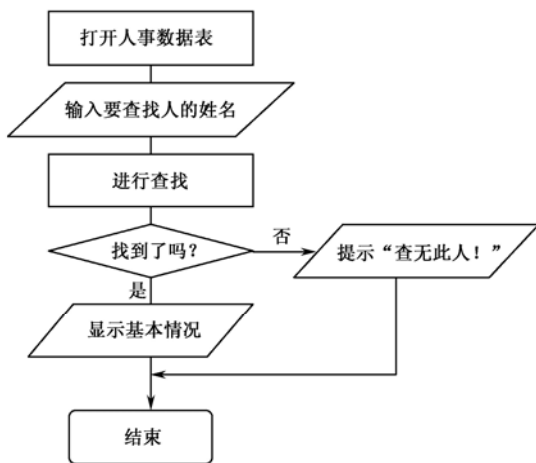 打开人事数据表
输入要查找人的姓名
进行查找
找到了吗？
否
提示“查无此人！”
是
显示基本情况
结束